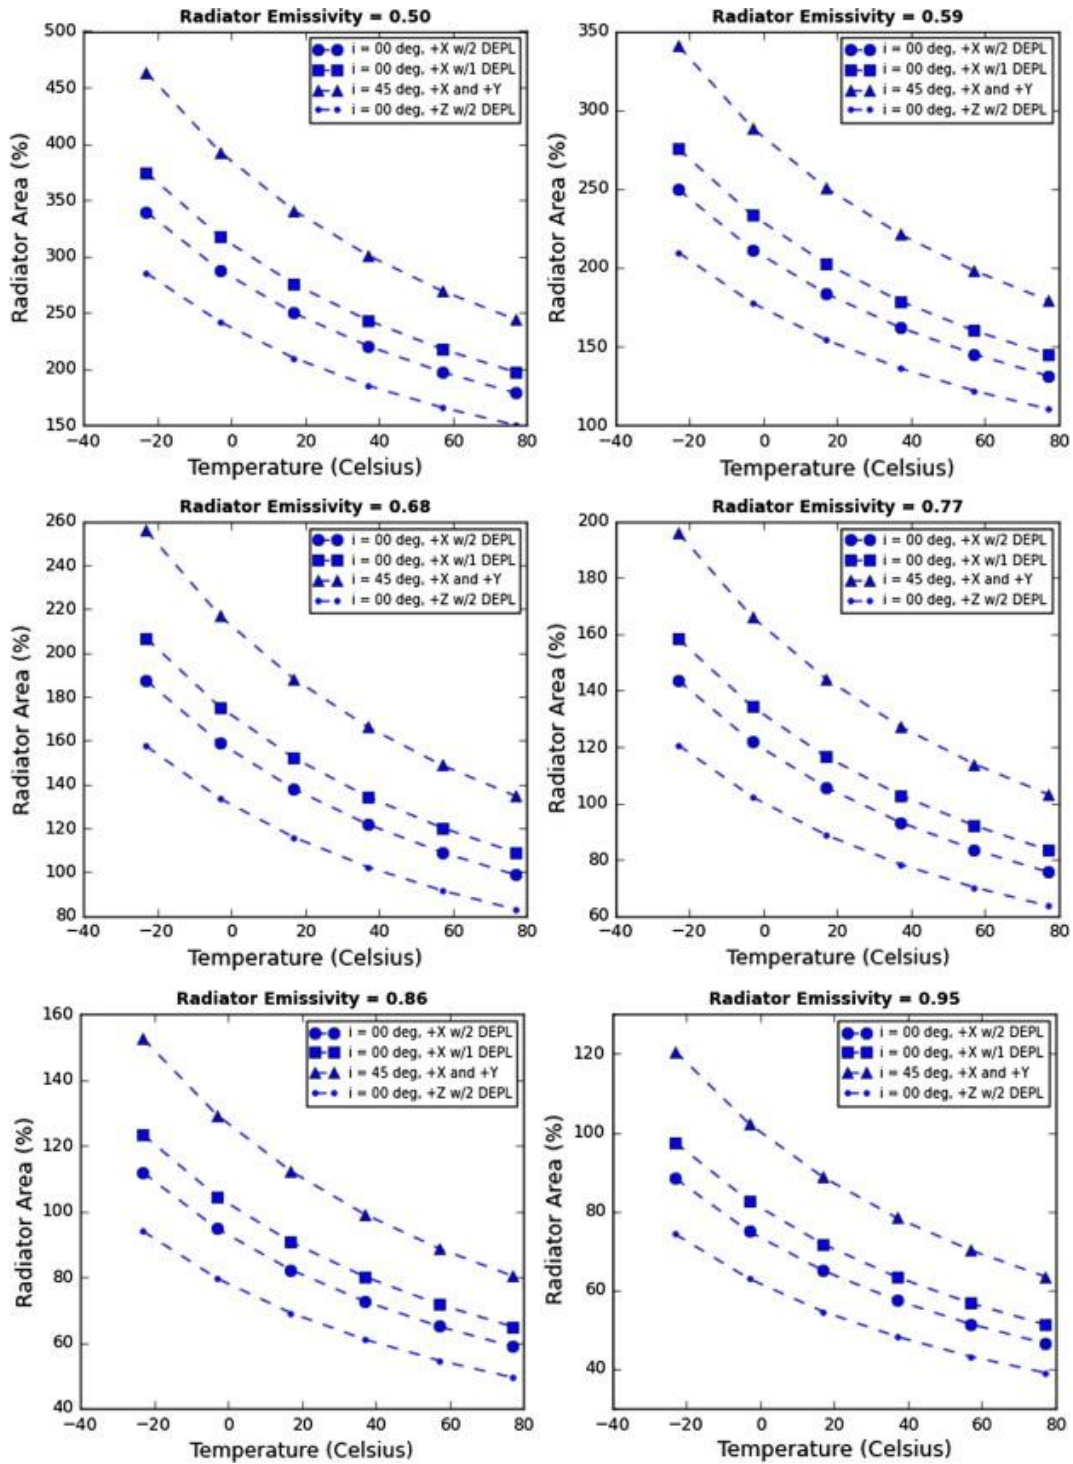 Radiator Emissivity = 0.50
500
450
400
350
300
250
200
150
−40 −20 0 20 40 60 80
Radiator Area (%)
Temperature (Celsius)
i = 00 deg, +X w/2 DEPL
i = 00 deg, +X w/1 DEPL
i = 45 deg, +X and +Y
i = 00 deg, +Z w/2 DEPL
Radiator Emissivity = 0.59
350
300
250
200
150
100
−40 −20 0 20 40 60 80
Radiator Area (%)
Temperature (Celsius)
i = 00 deg, +X w/2 DEPL
i = 00 deg, +X w/1 DEPL
i = 45 deg, +X and +Y
i = 00 deg, +Z w/2 DEPL
Radiator Emissivity = 0.68
260
240
220
200
180
160
140
120
100
80
−40 −20 0 20 40 60 80
Radiator Area (%)
Temperature (Celsius)
i = 00 deg, +X w/2 DEPL
i = 00 deg, +X w/1 DEPL
i = 45 deg, +X and +Y
i = 00 deg, +Z w/2 DEPL
Radiator Emissivity = 0.77
200
180
160
140
120
100
80
60
−40 −20 0 20 40 60 80
Radiator Area (%)
Temperature (Celsius)
i = 00 deg, +X w/2 DEPL
i = 00 deg, +X w/1 DEPL
i = 45 deg, +X and +Y
i = 00 deg, +Z w/2 DEPL
Radiator Emissivity = 0.86
160
140
120
100
80
60
40
−40 −20 0 20 40 60 80
Radiator Area (%)
Temperature (Celsius)
i = 00 deg, +X w/2 DEPL
i = 00 deg, +X w/1 DEPL
i = 45 deg, +X and +Y
i = 00 deg, +Z w/2 DEPL
Radiator Emissivity = 0.95
120
100
80
60
40
−40 −20 0 20 40 60 80
Radiator Area (%)
Temperature (Celsius)
i = 00 deg, +X w/2 DEPL
i = 00 deg, +X w/1 DEPL
i = 45 deg, +X and +Y
i = 00 deg, +Z w/2 DEPL